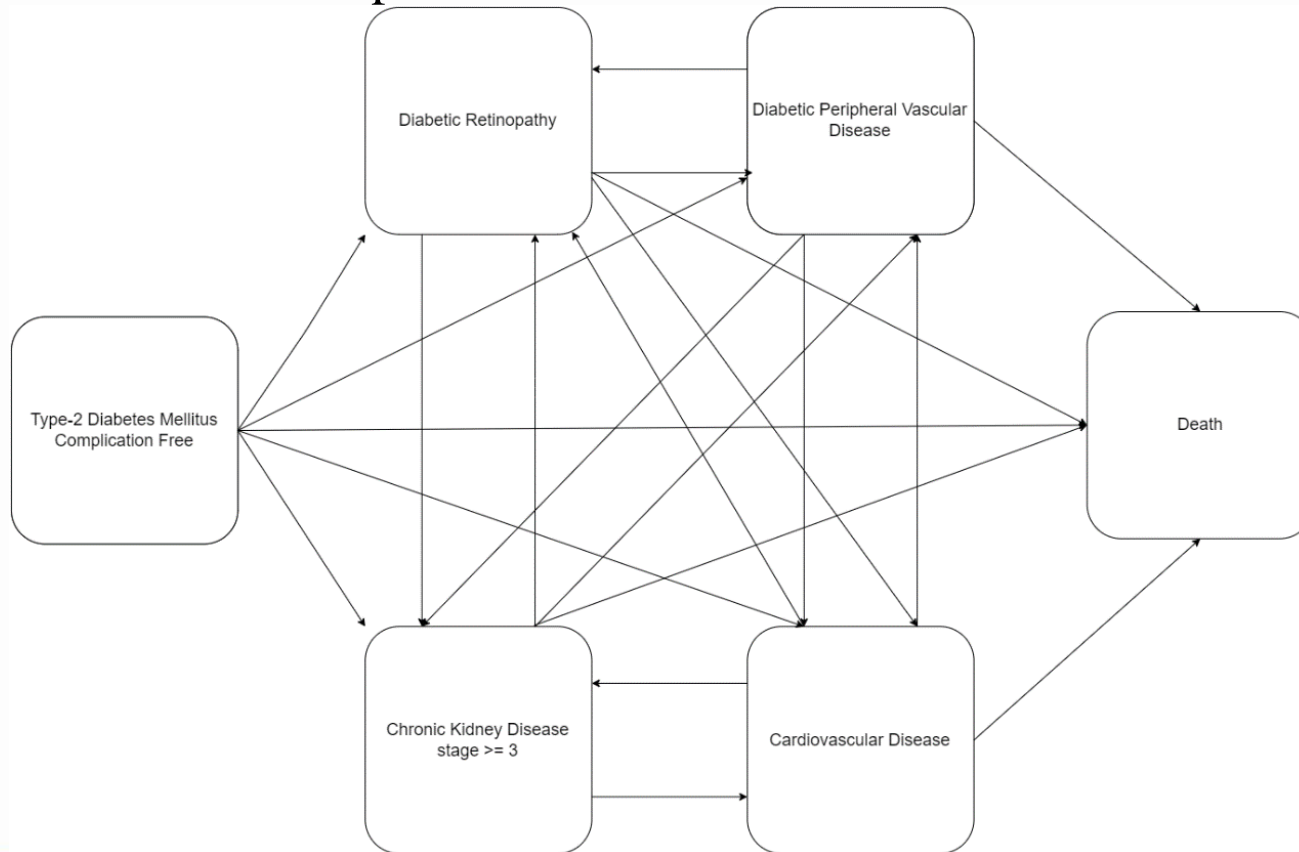 Diabetic Retinopathy
Diabetic Peripheral Vascular
Disease
Type-2 Diabetes Mellitus
Complication Free
Death
Chronic Kidney Disease
stage >= 3
Cardiovascular Disease